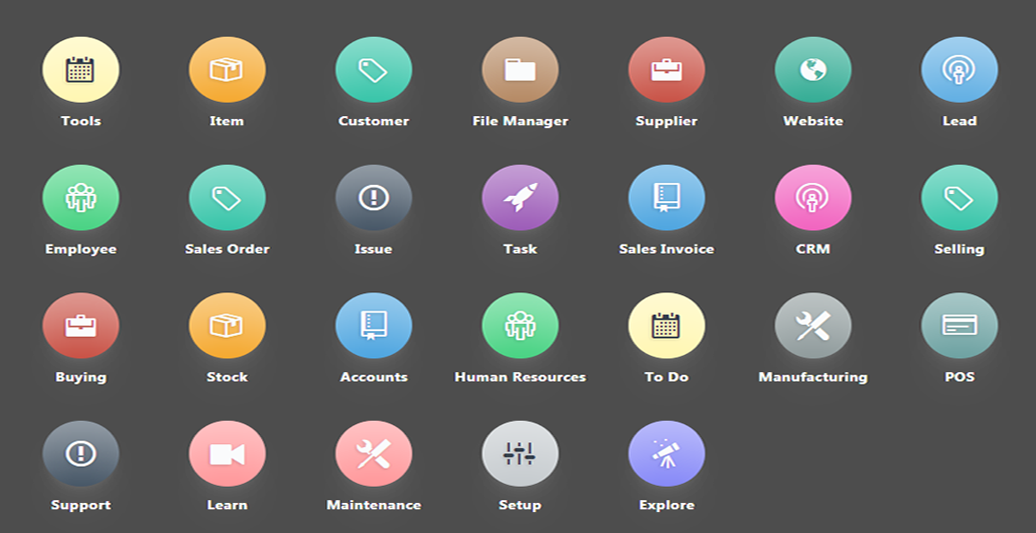 Tools
Item
Customer
File Manager
Supplier
Website
Lead
Employee
Sales Order
Issue
Task
Sales Invoice
CRM
Selling
Buying
Stock
Accounts
Human Resources
To Do
Manufacturing
POS
Support
Learn
Maintenance
Setup
Explore